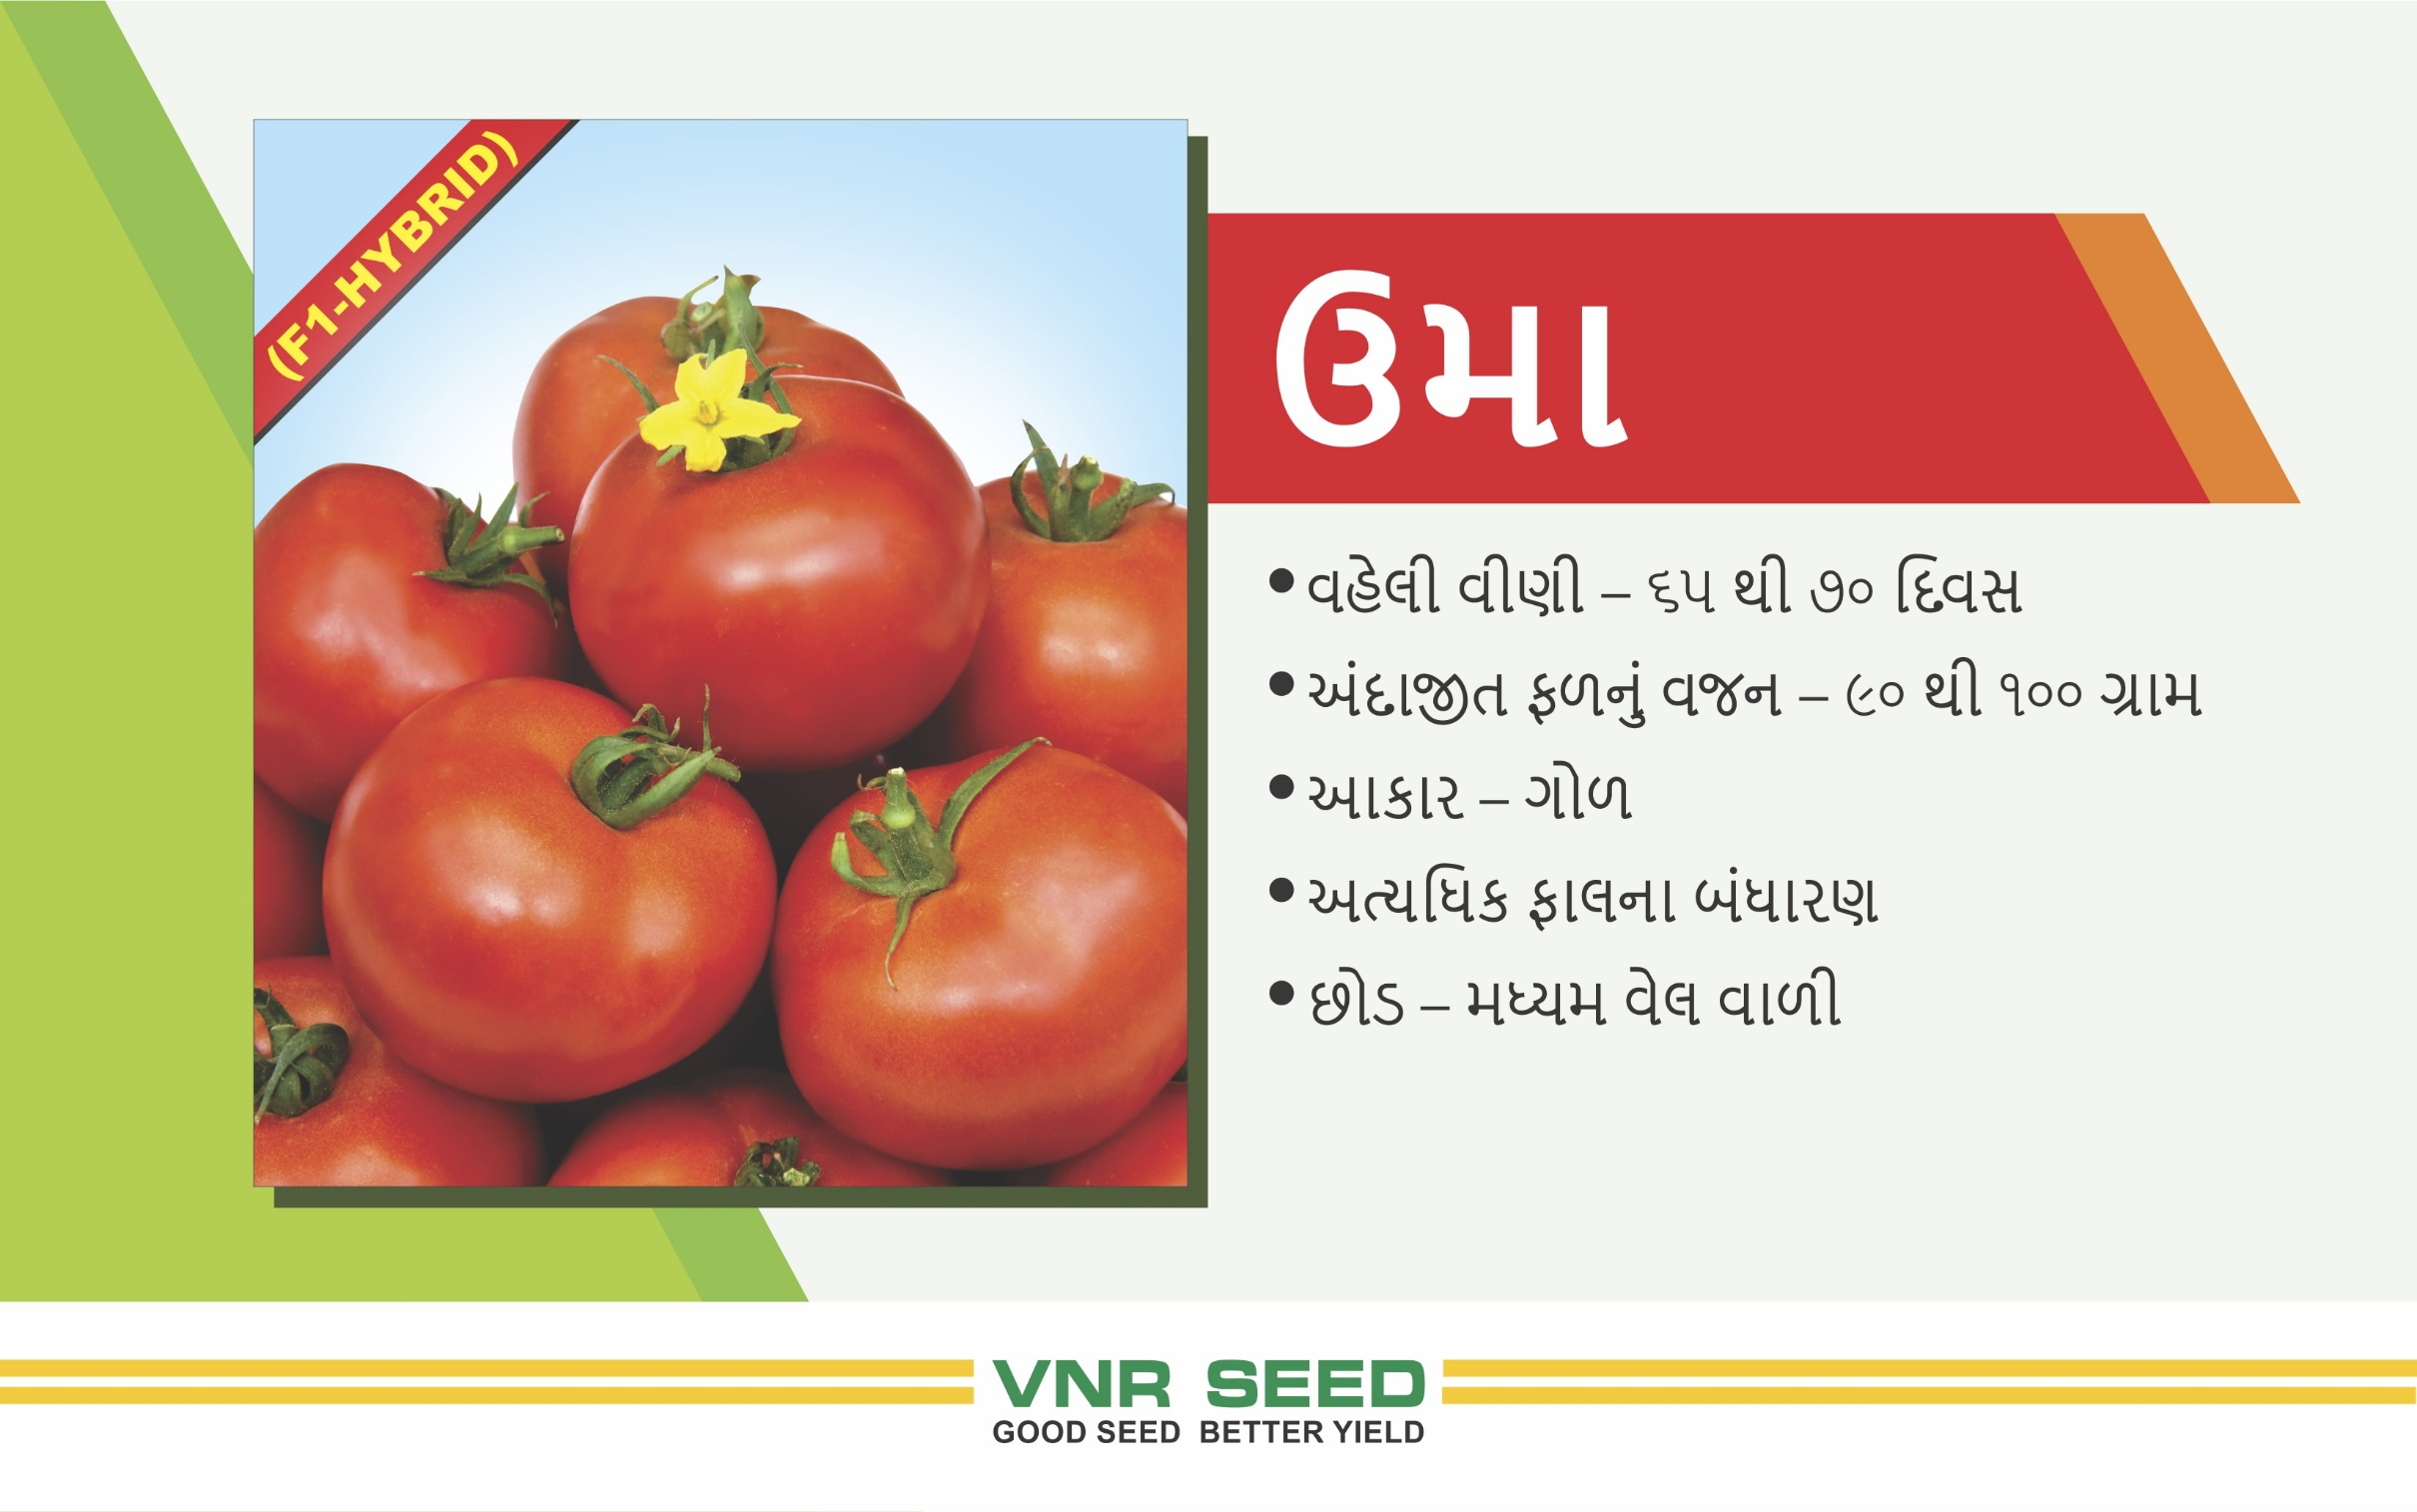 (F1-HYBRID)
ઉમા
• વહેલી વીણી – ૬૫ થી ૭૦ દિવસ
• અંદાજીત ફળનું વજન – ૯૦ થી ૧૦૦ ગ્રામ
• આકાર – ગોળ
• અત્યધિક ફાલના બંધારણ
• છોડ – મધ્યમ વેલ વાળી
VNR SEED
GOOD SEED BETTER YIELD